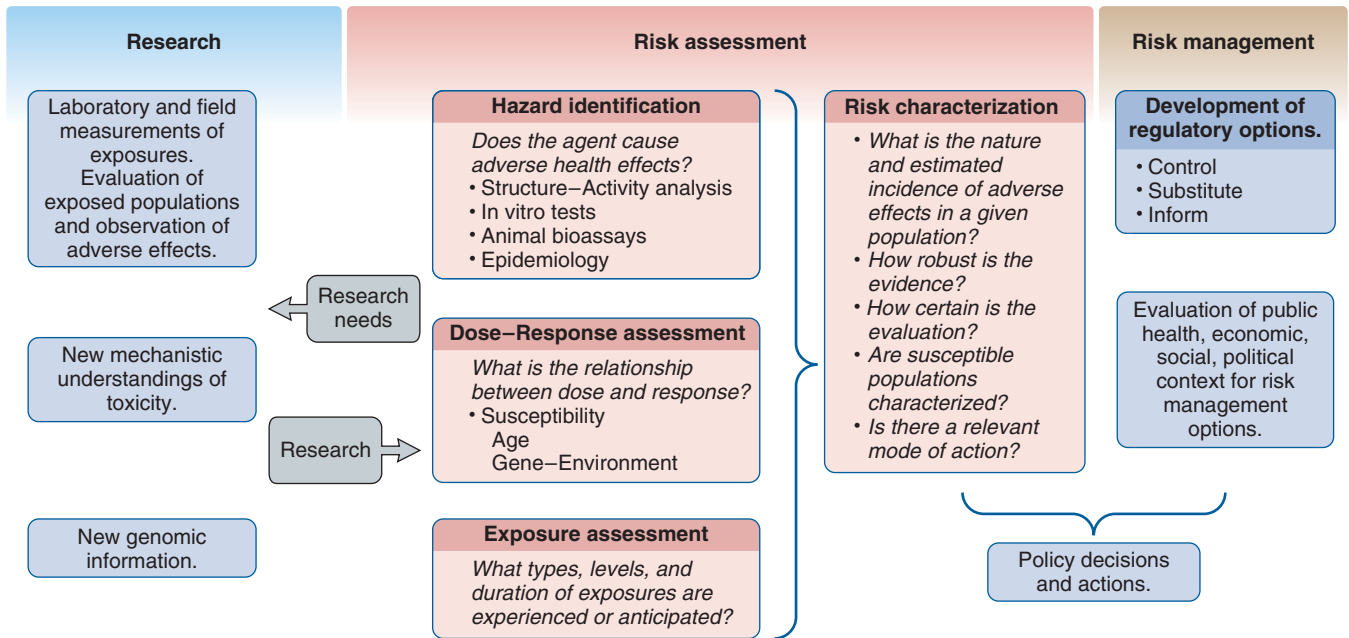 Research
Laboratory and field
measurements of
exposures.
Evaluation of
exposed populations
and observation of
adverse effects.
New mechanistic
understandings of
toxicity.
New genomic
information.
Research
needs
Research
Risk assessment
Hazard identification
Does the agent cause
adverse health effects?
• Structure–Activity analysis
• In vitro tests
• Animal bioassays
• Epidemiology
Dose–Response assessment
What is the relationship
between dose and response?
• Susceptibility
Age
Gene–Environment
Exposure assessment
What types, levels, and
duration of exposures are
experienced or anticipated?
Risk characterization
• What is the nature
and estimated
incidence of adverse
effects in a given
population?
• How robust is the
evidence?
• How certain is the
evaluation?
• Are susceptible
populations
characterized?
• Is there a relevant
mode of action?
Risk management
Development of
regulatory options.
• Control
• Substitute
• Inform
Evaluation of public
health, economic,
social, political
context for risk
management
options.
Policy decisions
and actions.